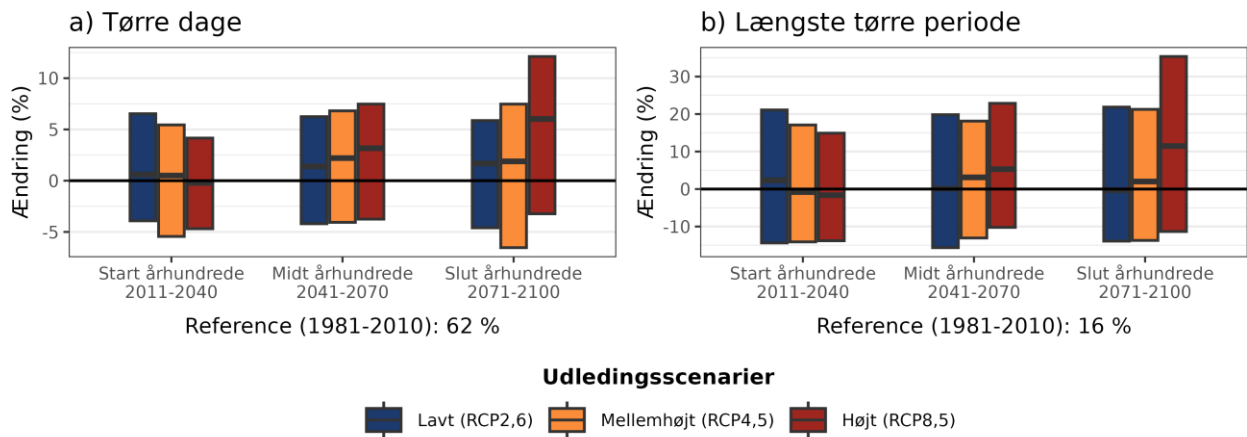 a) Tørre dage
Ændring (%)
10
5
0
-5
Start århundrede
2011-2040
Midt århundrede
2041-2070
Slut århundrede
2071-2100
Reference (1981-2010): 62 %
b) Længste tørre periode
Ændring (%)
30
20
10
0
-10
Start århundrede
2011-2040
Midt århundrede
2041-2070
Slut århundrede
2071-2100
Reference (1981-2010): 16 %
Udledingsscenarier
Lavt (RCP2,6)
Mellemhøjt (RCP4,5)
Højt (RCP8,5)